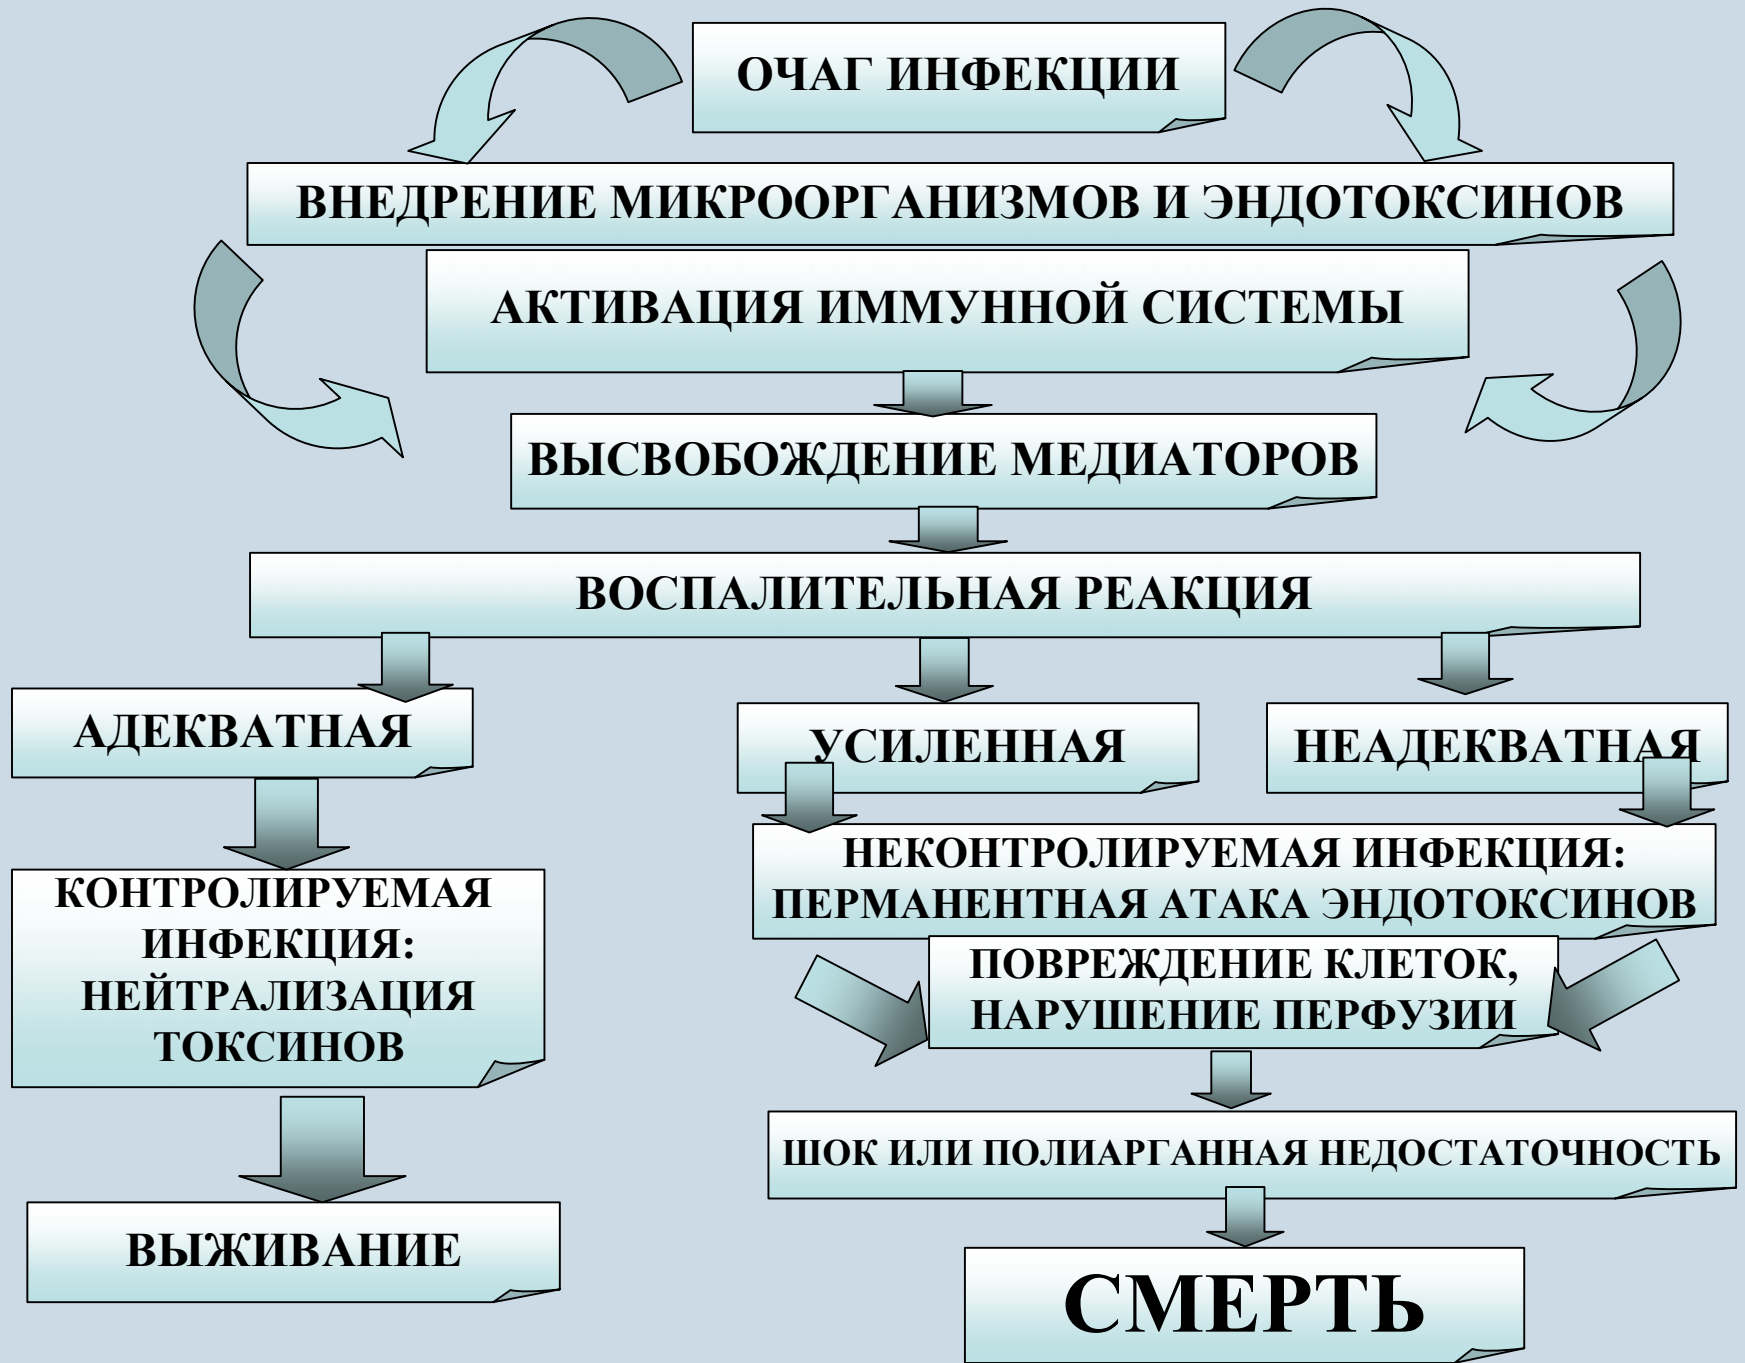 ОЧАГ ИНФЕКЦИИ
ВНЕДРЕНИЕ МИКРООРГАНИЗМОВ И ЭНДОТОКСИНОВ
АКТИВАЦИЯ ИММУННОЙ СИСТЕМЫ
ВЫСВОБОЖДЕНИЕ МЕДИАТОРОВ
ВОСПАЛИТЕЛЬНАЯ РЕАКЦИЯ
АДЕКВАТНАЯ
УСИЛЕННАЯ
НЕАДЕКВАТНАЯ
КОНТРОЛИРУЕМАЯ
ИНФЕКЦИЯ:
НЕЙТРАЛИЗАЦИЯ
ТОКСИНОВ
НЕКОНТРОЛИРУЕМАЯ ИНФЕКЦИЯ:
ПЕРМАНЕНТНАЯ АТАКА ЭНДОТОКСИНОВ
ПОВРЕЖДЕНИЕ КЛЕТОК,
НАРУШЕНИЕ ПЕРФУЗИИ
ШОК ИЛИ ПОЛИАРГАННАЯ НЕДОСТАТОЧНОСТЬ
ВЫЖИВАНИЕ
СМЕРТЬ